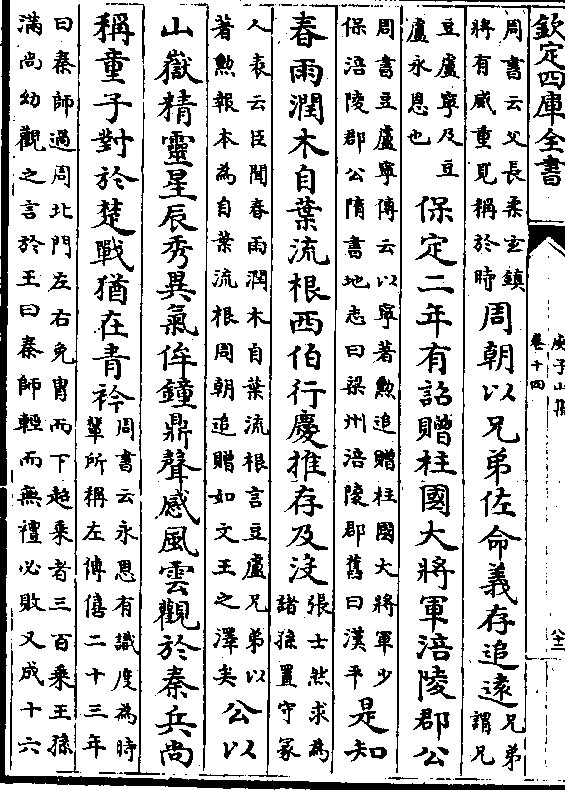 欽定四庫全書
庾子山集
卷十四
周書云父長柔玄鎮
將有威重見稱於時
周朝以兄弟佐命義存追遠
兄弟
謂兄
豆盧寧及豆
盧永恩也
保定二年有詔贈柱國大將軍涪陵郡公
周書豆盧寧傳云以寧著勲追贈柱國大將軍少
保涪陵郡公隋書地志曰梁州涪陵郡舊曰漢平
是知
春雨潤木自葉流根西伯行慶推存及沒
張士然求為
諸孫置守冢
人表云臣聞春雨潤木自葉流根言豆盧兄弟以
著勲報本為自葉流根周朝追贈如文王之澤矣
公以
山嶽精靈星辰秀異氣侔鐘鼎聲感風雲觀於秦兵尚
稱童子對於楚戰猶在青衿
周書云永恩有識度為時
輩所稱左傳僖二十三年
曰秦師過周北門左右免胄而下超乘者三百乘王孫
滿尚幼觀之言於王曰秦師輕而無禮必敗又成十六